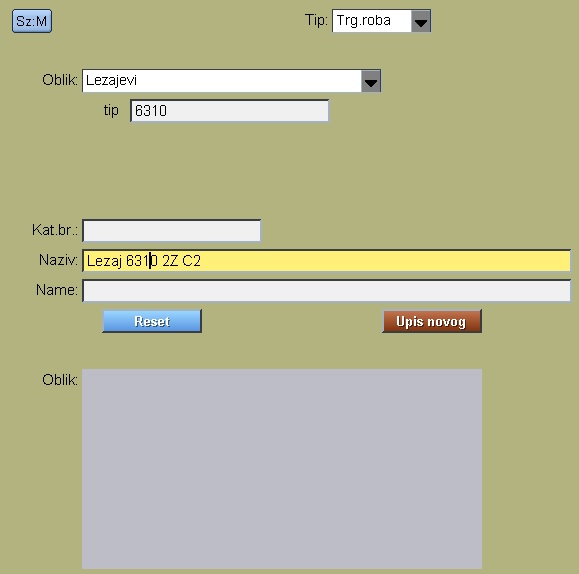 Sz:M Tip: Trg.roba
Oblik: Lezajevi
tip 6310
Kat.br.:
Naziv: Lezaj 6310 2Z C2
Name:
Reset Upis novog
Oblik: